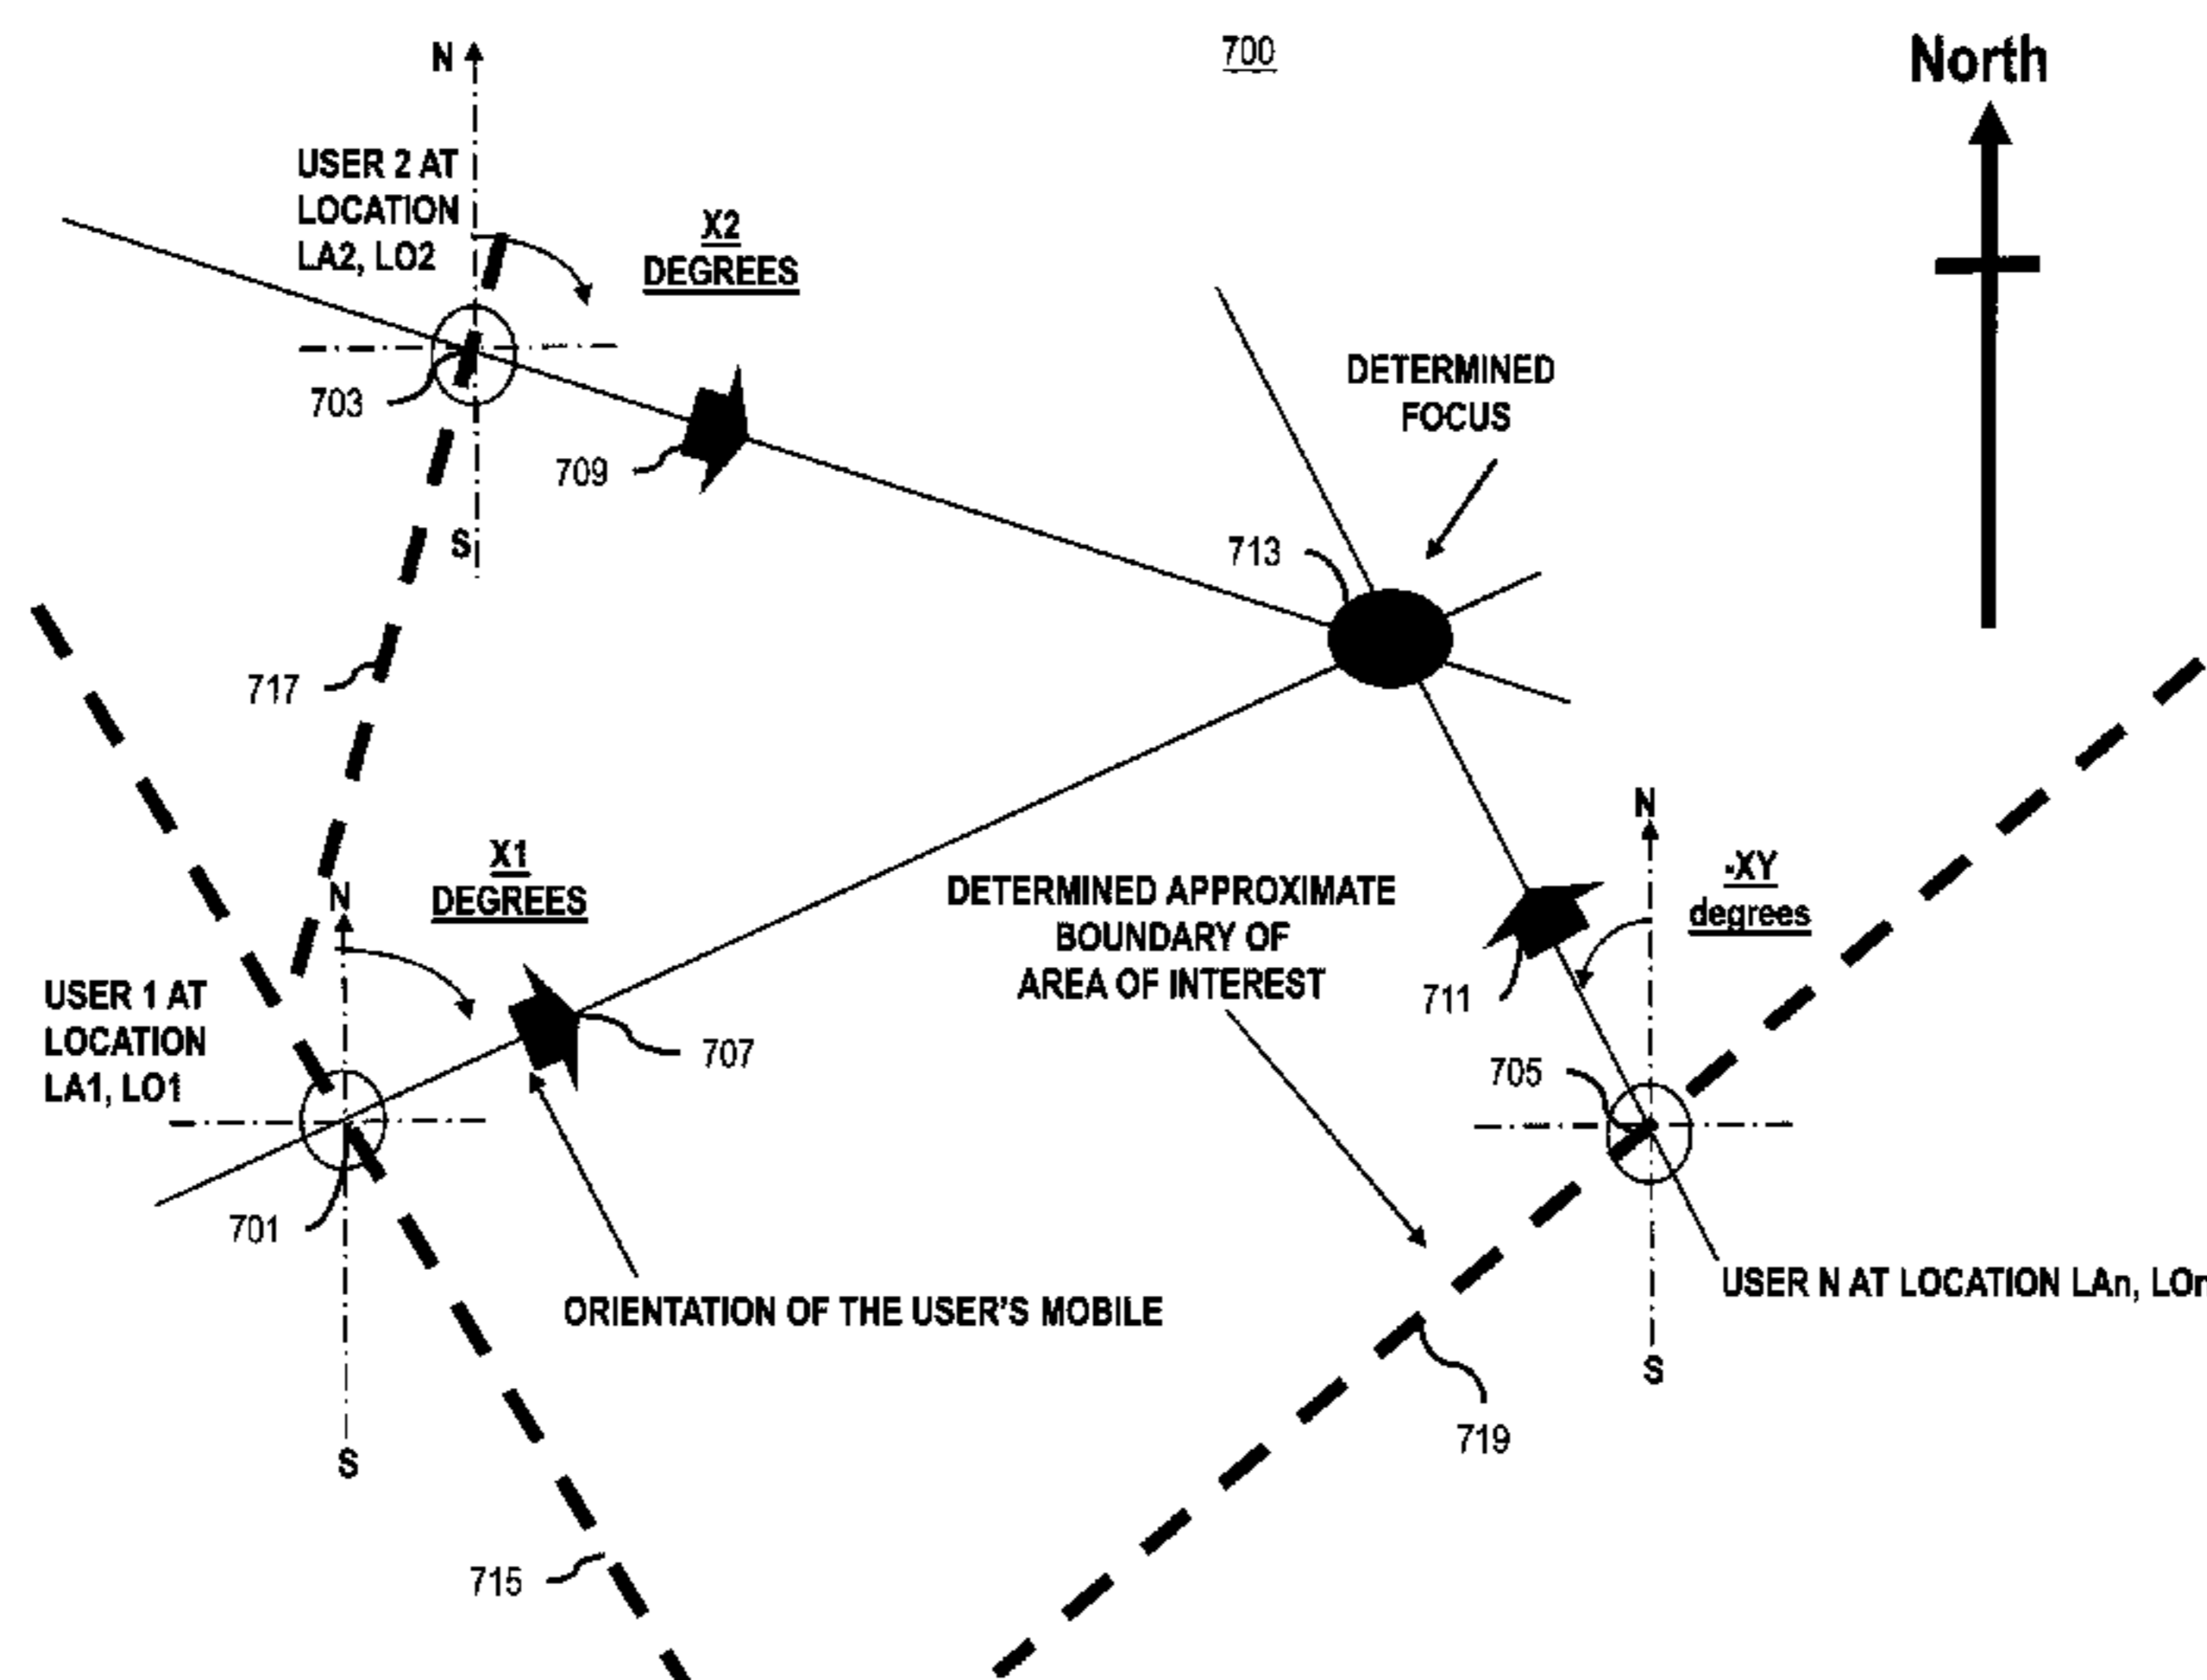 700
North
N
USER 2 AT
LOCATION
LA2, LO2
X2
DEGREES
703
709
S
DETERMINED
FOCUS
713
717
N
X1
DEGREES
USER 1 AT
LOCATION
LA1, LO1
707
701
S
ORIENTATION OF THE USER'S MOBILE
715
DETERMINED APPROXIMATE
BOUNDARY OF
AREA OF INTEREST
N
-XY
degrees
711
705
USER N AT LOCATION LAn, LOn
S
719